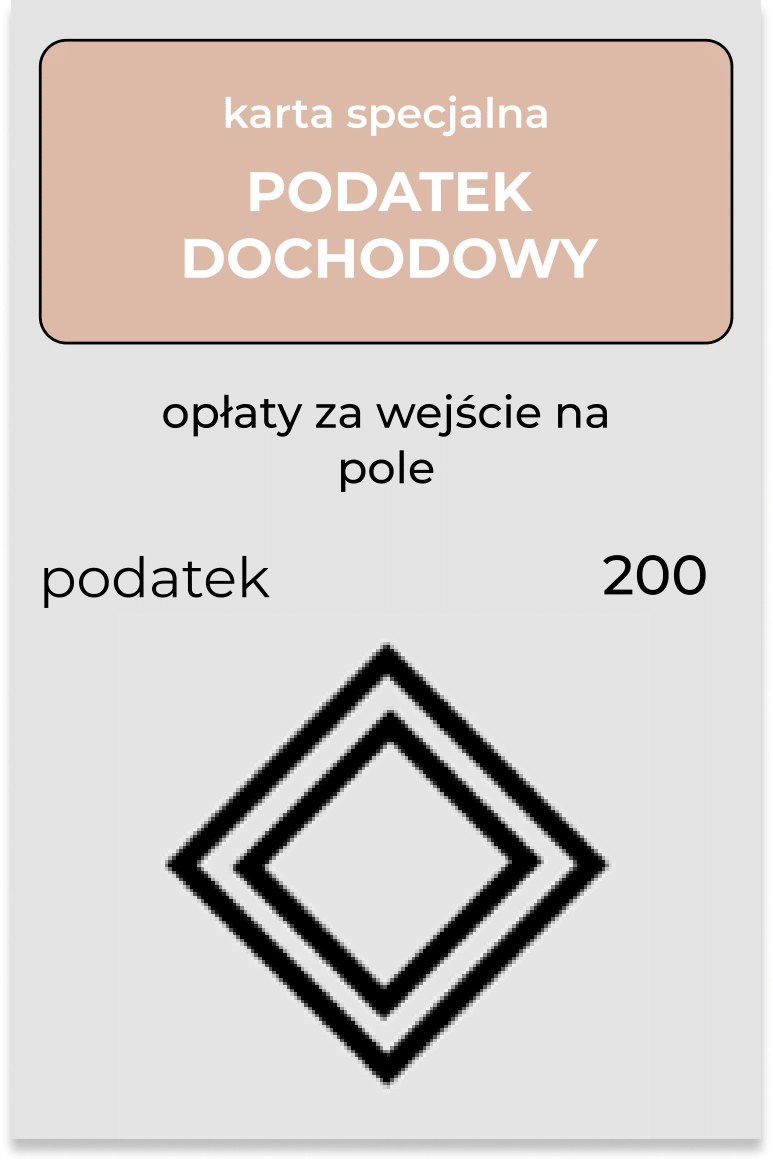 karta specjalna
PODATEK
DOCHODOWY
opłaty za wejście na
pole
podatek 200